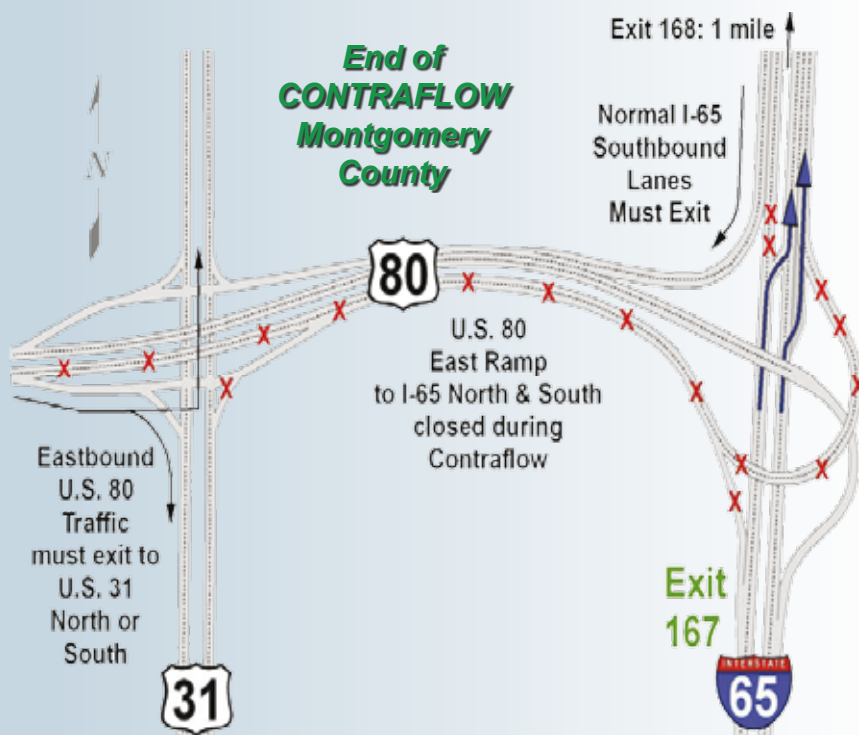 Exit 168: 1 mile
End of
CONTRAFLOW
Montgomery
County
Normal I-65
Southbound
Lanes
Must Exit
N
80
U.S. 80
East Ramp
to I-65 North & South
closed during
Contraflow
Eastbound
U.S. 80
Traffic
must exit to
U.S. 31
North or
South
Exit
167
31
INTERSTATE
65